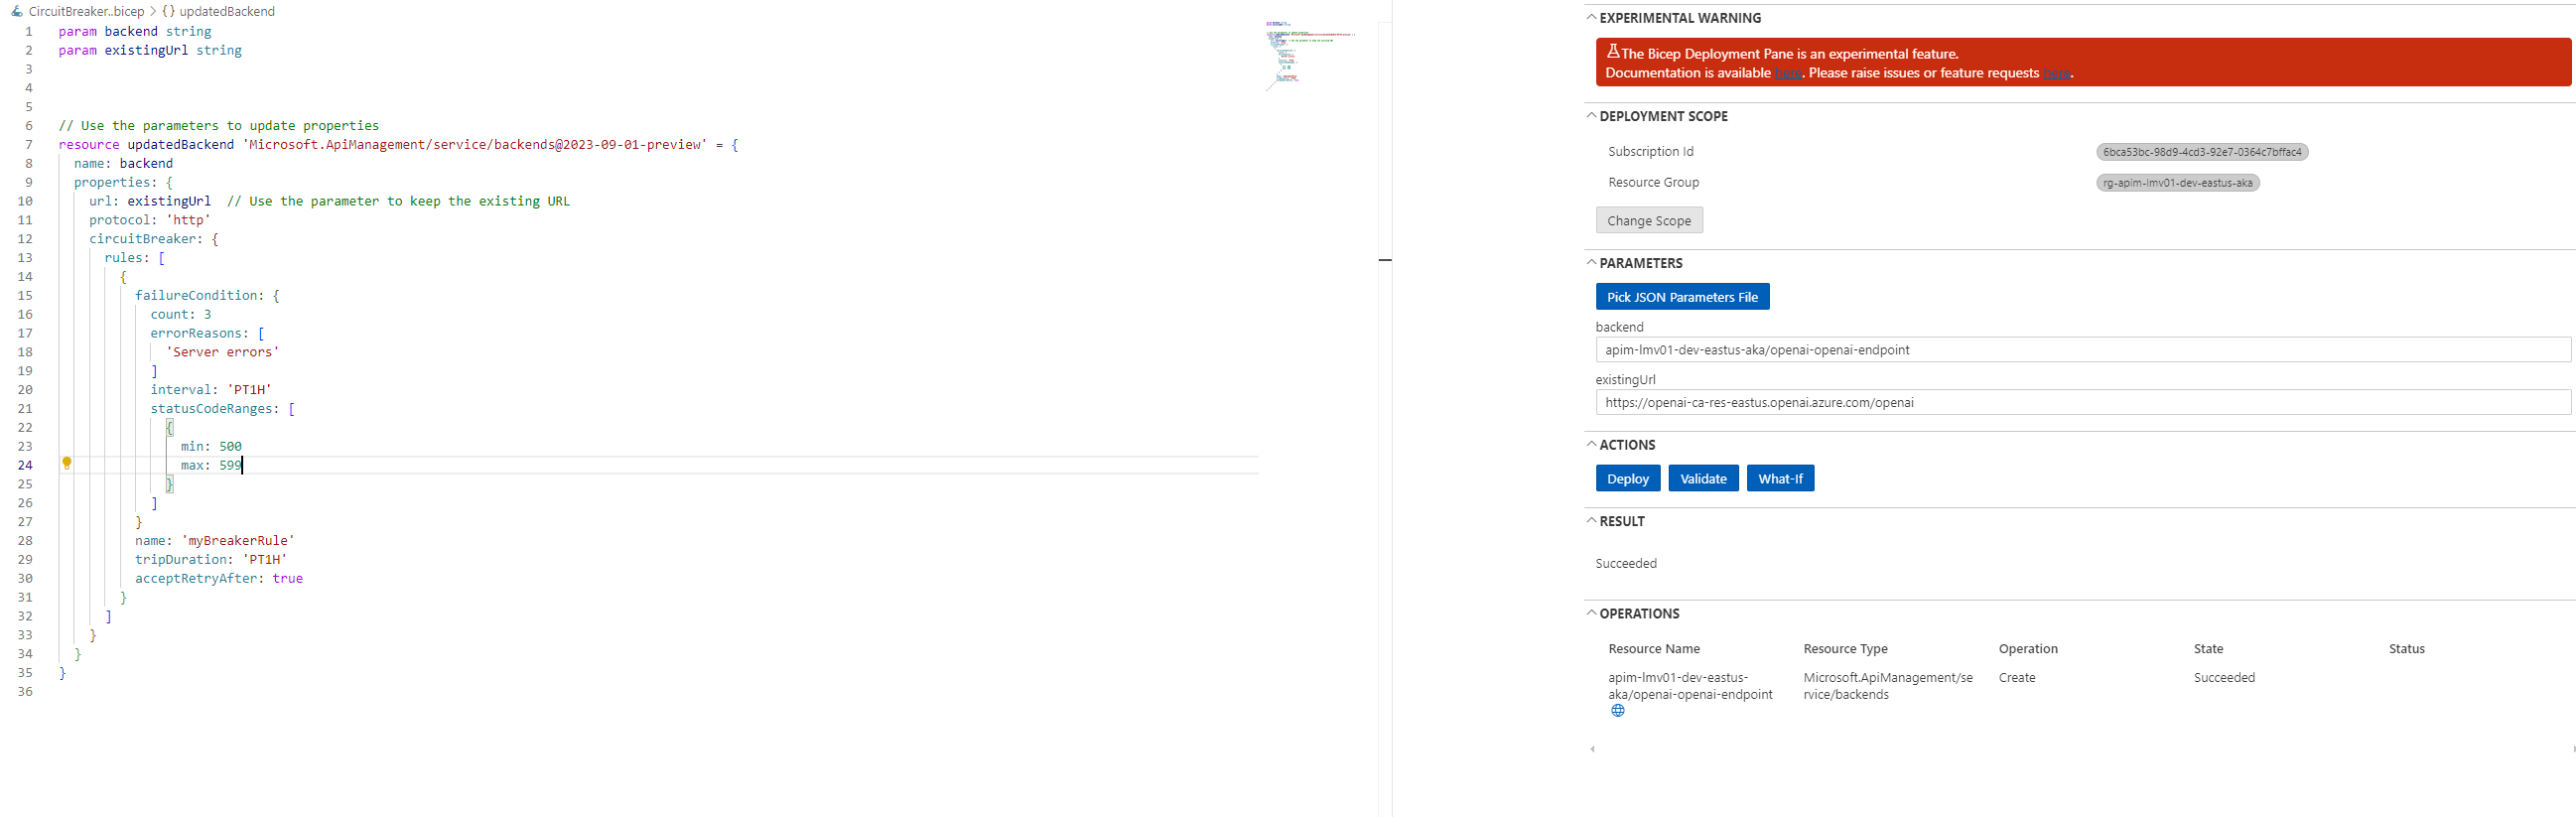 CircuitBreaker..bicep > {} updatedBackend
1 param backend string
2 param existingUrl string
3
4
5
6 // Use the parameters to update properties
7 resource updatedBackend 'Microsoft.ApiManagement/service/backends@2023-09-01-preview' = {
8 name: backend
9 properties: {
10 url: existingUrl // Use the parameter to keep the existing URL
11 protocol: 'http'
12 circuitBreaker: {
13 rules: [
14 {
15 failureCondition: {
16 count: 3
17 errorReasons: [
18 'Server errors'
19 ]
20 interval: 'PT1H'
21 statusCodeRanges: [
22 {
23 min: 500
24 max: 599
25 }
26 ]
27 }
28 name: 'myBreakerRule'
29 tripDuration: 'PT1H'
30 acceptRetryAfter: true
31 }
32 ]
33 }
34 }
35 }
36
EXPERIMENTAL WARNING
The Bicep Deployment Pane is an experimental feature.
Documentation is available here. Please raise issues or feature requests here.
DEPLOYMENT SCOPE
Subscription Id 6bca53bc-98d9-4cd3-92e7-0364c7bffac4
Resource Group rg-apim-lmv01-dev-eastus-aka
Change Scope
PARAMETERS
Pick JSON Parameters File
backend
apim-lmv01-dev-eastus-aka/openai-openai-endpoint
existingUrl
https://openai-ca-res-eastus.openai.azure.com/openai
ACTIONS
Deploy Validate What-If
RESULT
Succeeded
OPERATIONS
Resource Name Resource Type Operation State Status
apim-lmv01-dev-eastus- Microsoft.ApiManagement/se Create Succeeded
aka/openai-openai-endpoint rvice/backends